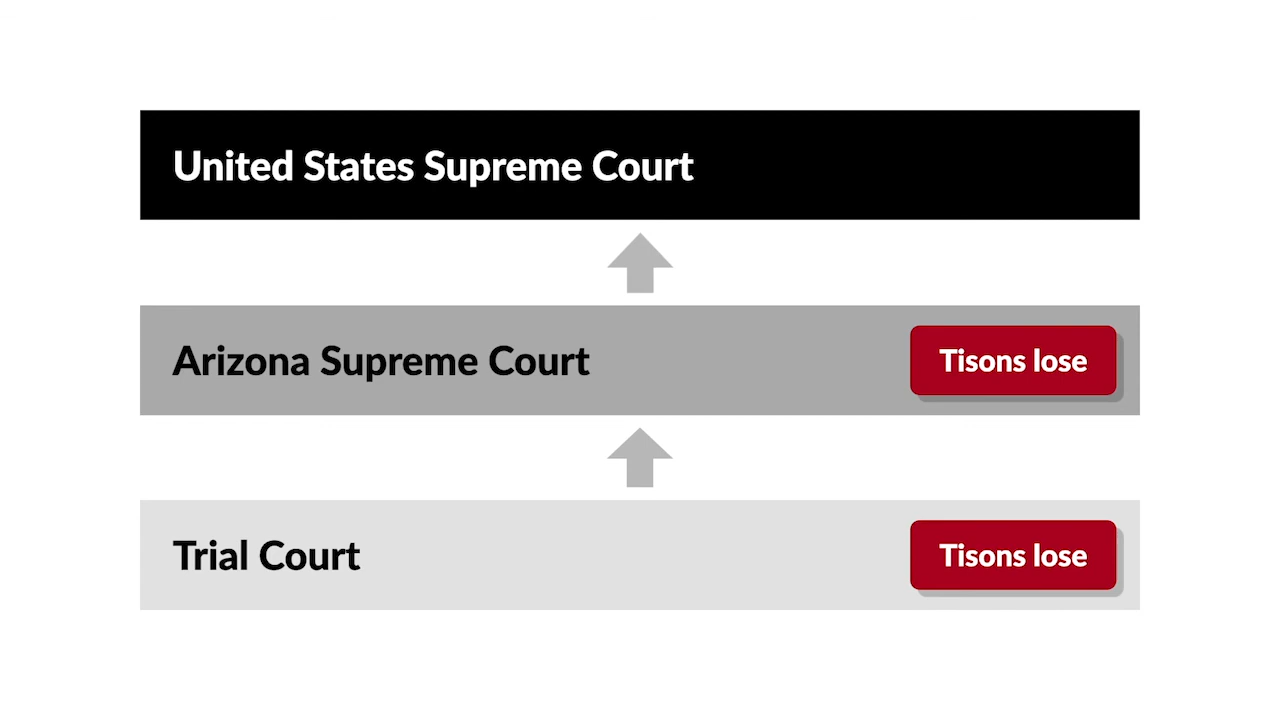 United States Supreme Court
Arizona Supreme Court
Tisons lose
Trial Court
Tisons lose